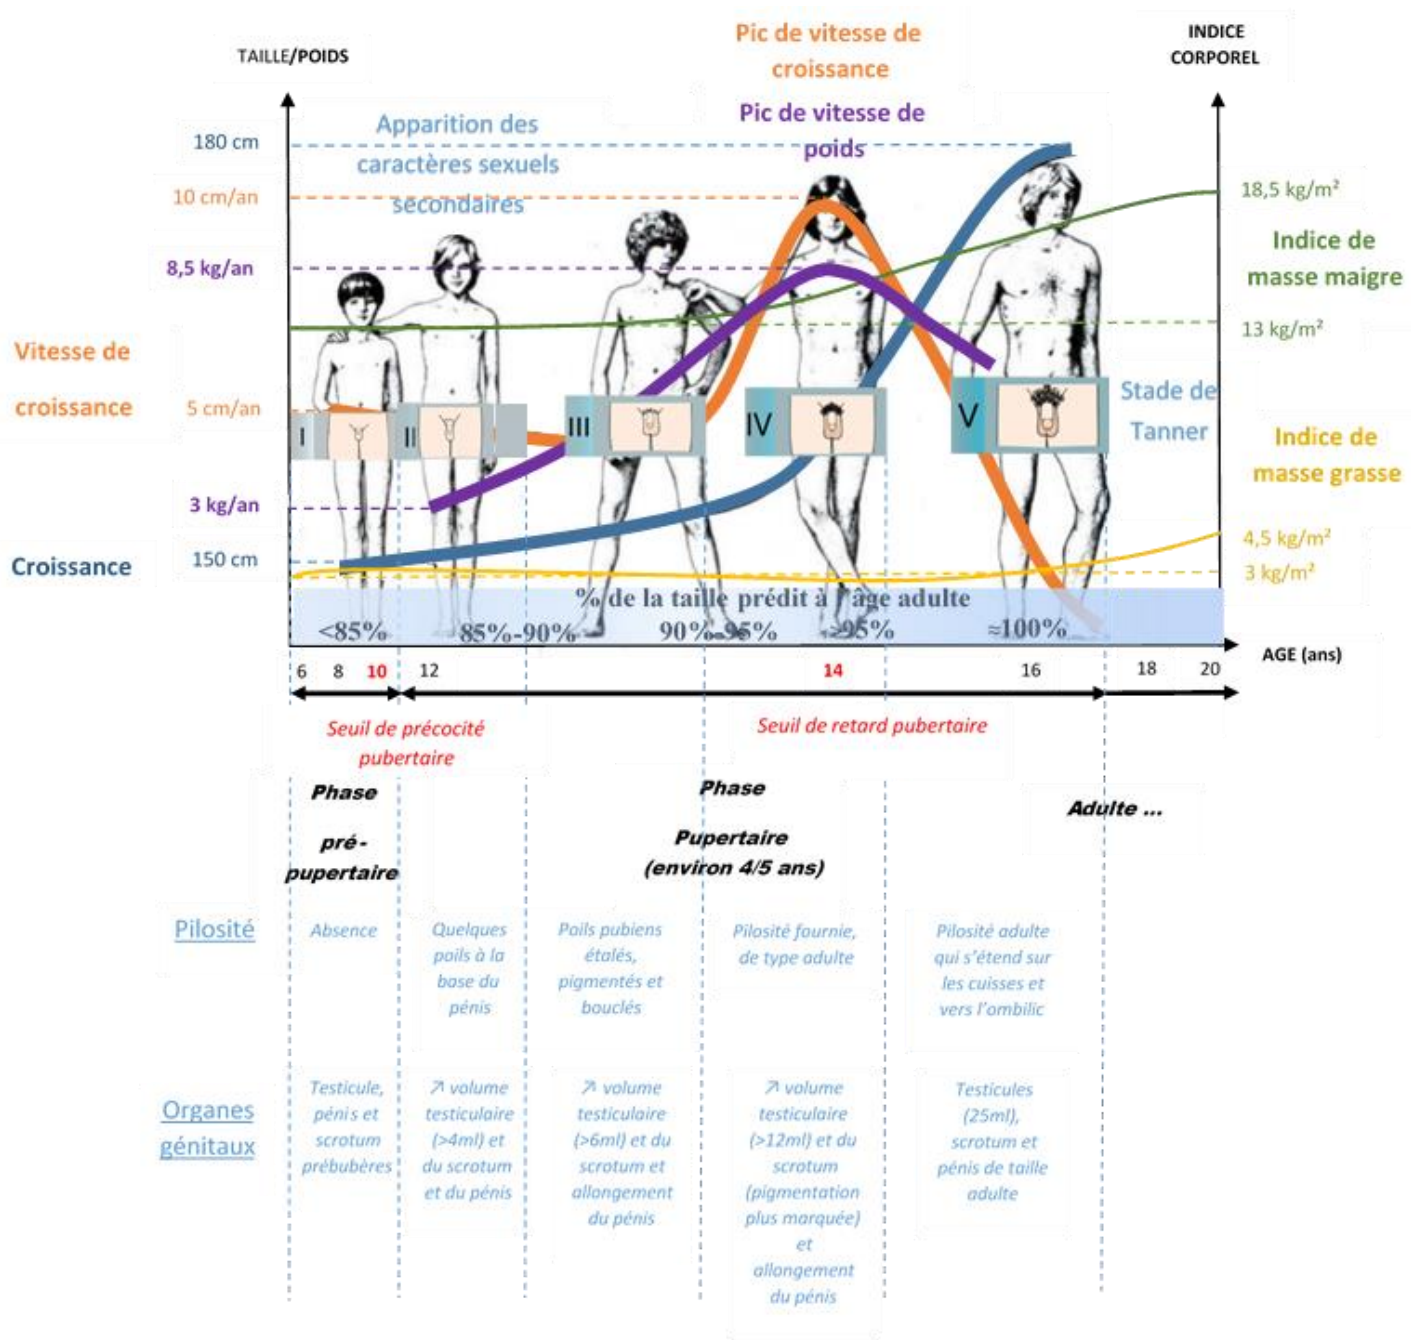 Pic de vitesse de
croissance
INDICE
CORPOREL
TAILLE/POIDS
Pic de vitesse de
poids
Apparition des
caractères sexuels
secondaires
180 cm
10 cm/an
8,5 kg/an
Vitesse de
croissance
5 cm/an
3 kg/an
150 cm
Croissance
18,5 kg/m²
Indice de
masse maigre
13 kg/m²
Stade de
Tanner
Indice de
masse grasse
4,5 kg/m²
3 kg/m²
I
II
III
IV
V
% de la taille prédit à l'âge adulte
<85%
85%-90%
90%-95%
>95%
≈100%
6 8 10 12 14 16 18 20
AGE (ans)
Seuil de précocité
pubertaire
Seuil de retard pubertaire
Phase
pré-
pupertaire
Phase
Pupertaire
(environ 4/5 ans)
Adulte ...
Pilosité
Absence
Quelques
poils à la
base du
pénis
Poils pubiens
étalés,
pigmentés et
bouclés
Pilosité fournie,
de type adulte
Pilosité adulte
qui s'étend sur
les cuisses et
vers l'ombilic
Organes
génitaux
Testicule,
pénis et
scrotum
prébubères
↗ volume
testiculaire
(>4ml) et
du scrotum
et du pénis
↗ volume
testiculaire
(>6ml) et du
scrotum et
allongement
du pénis
↗ volume
testiculaire
(>12ml) et du
scrotum
(pigmentation
plus marquée)
et
allongement
du pénis
Testicules
(25ml),
scrotum et
pénis de taille
adulte